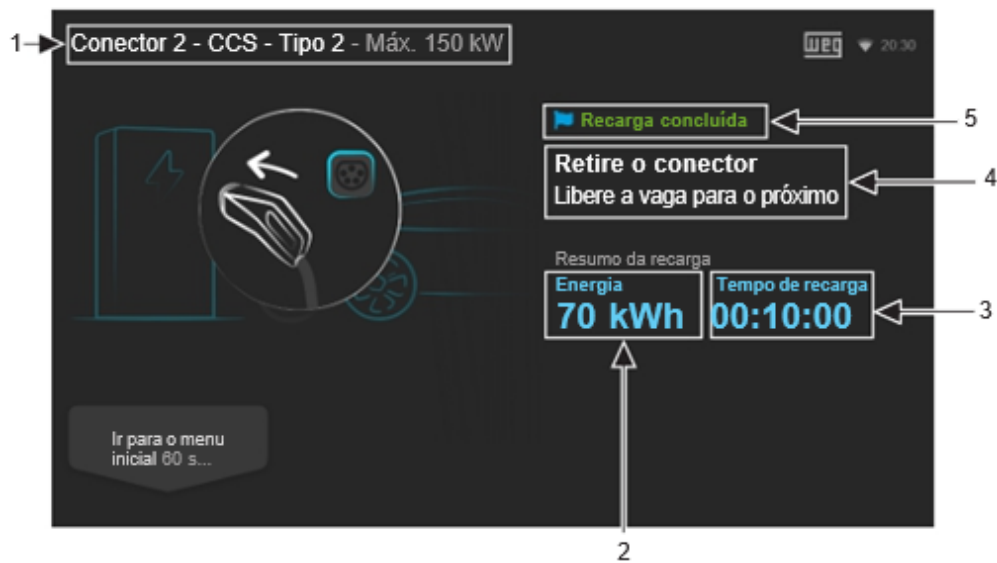 1
Conector 2 - CCS - Tipo 2 - Máx. 150 kW
weg
20:30
Recarga concluída
5
Retire o conector
Libere a vaga para o próximo
4
Resumo da recarga
Energia
70 kWh
Tempo de recarga
00:10:00
3
Ir para o menu
inicial 60 s...
2